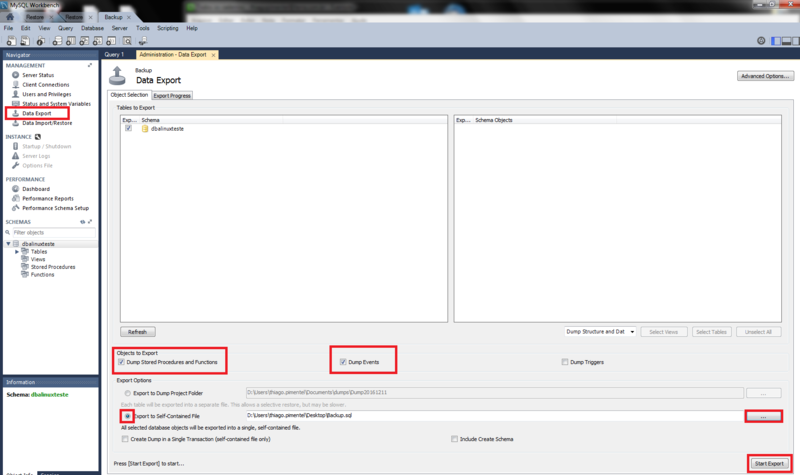 MySQL Workbench
Restore
Restore
Backup
File Edit View Query Database Server Tools Scripting Help
Navigator
Query 1
Administration - Data Export
MANAGEMENT
Server Status
Client Connections
Users and Privileges
Status and System Variables
Data Export
Data Import/Restore
INSTANCE
Startup / Shutdown
Server Logs
Options File
PERFORMANCE
Dashboard
Performance Reports
Performance Schema Setup
SCHEMAS
Filter objects
dbalinuxteste
Tables
Views
Stored Procedures
Functions
Information
Schema: dbalinuxteste
Backup
Data Export
Advanced Options...
Object Selection
Export Progress
Tables to Export
Exp... Schema
dbalinuxteste
Exp... Schema Objects
Refresh
Dump Structure and Dat
Select Views
Select Tables
Unselect All
Objects to Export
Dump Stored Procedures and Functions
Dump Events
Dump Triggers
Export Options
Export to Dump Project Folder
D:\Users\thiago.pimentel\Documents\dumps\Dump20161211
...
Each table will be exported into a separate file. This allows a selective restore, but may be slower.
Export to Self-Contained File
D:\Users\thiago.pimentel\Desktop\Backup.sql
...
All selected database objects will be exported into a single, self-contained file.
Create Dump in a Single Transaction (self-contained file only)
Include Create Schema
Press [Start Export] to start...
Start Export